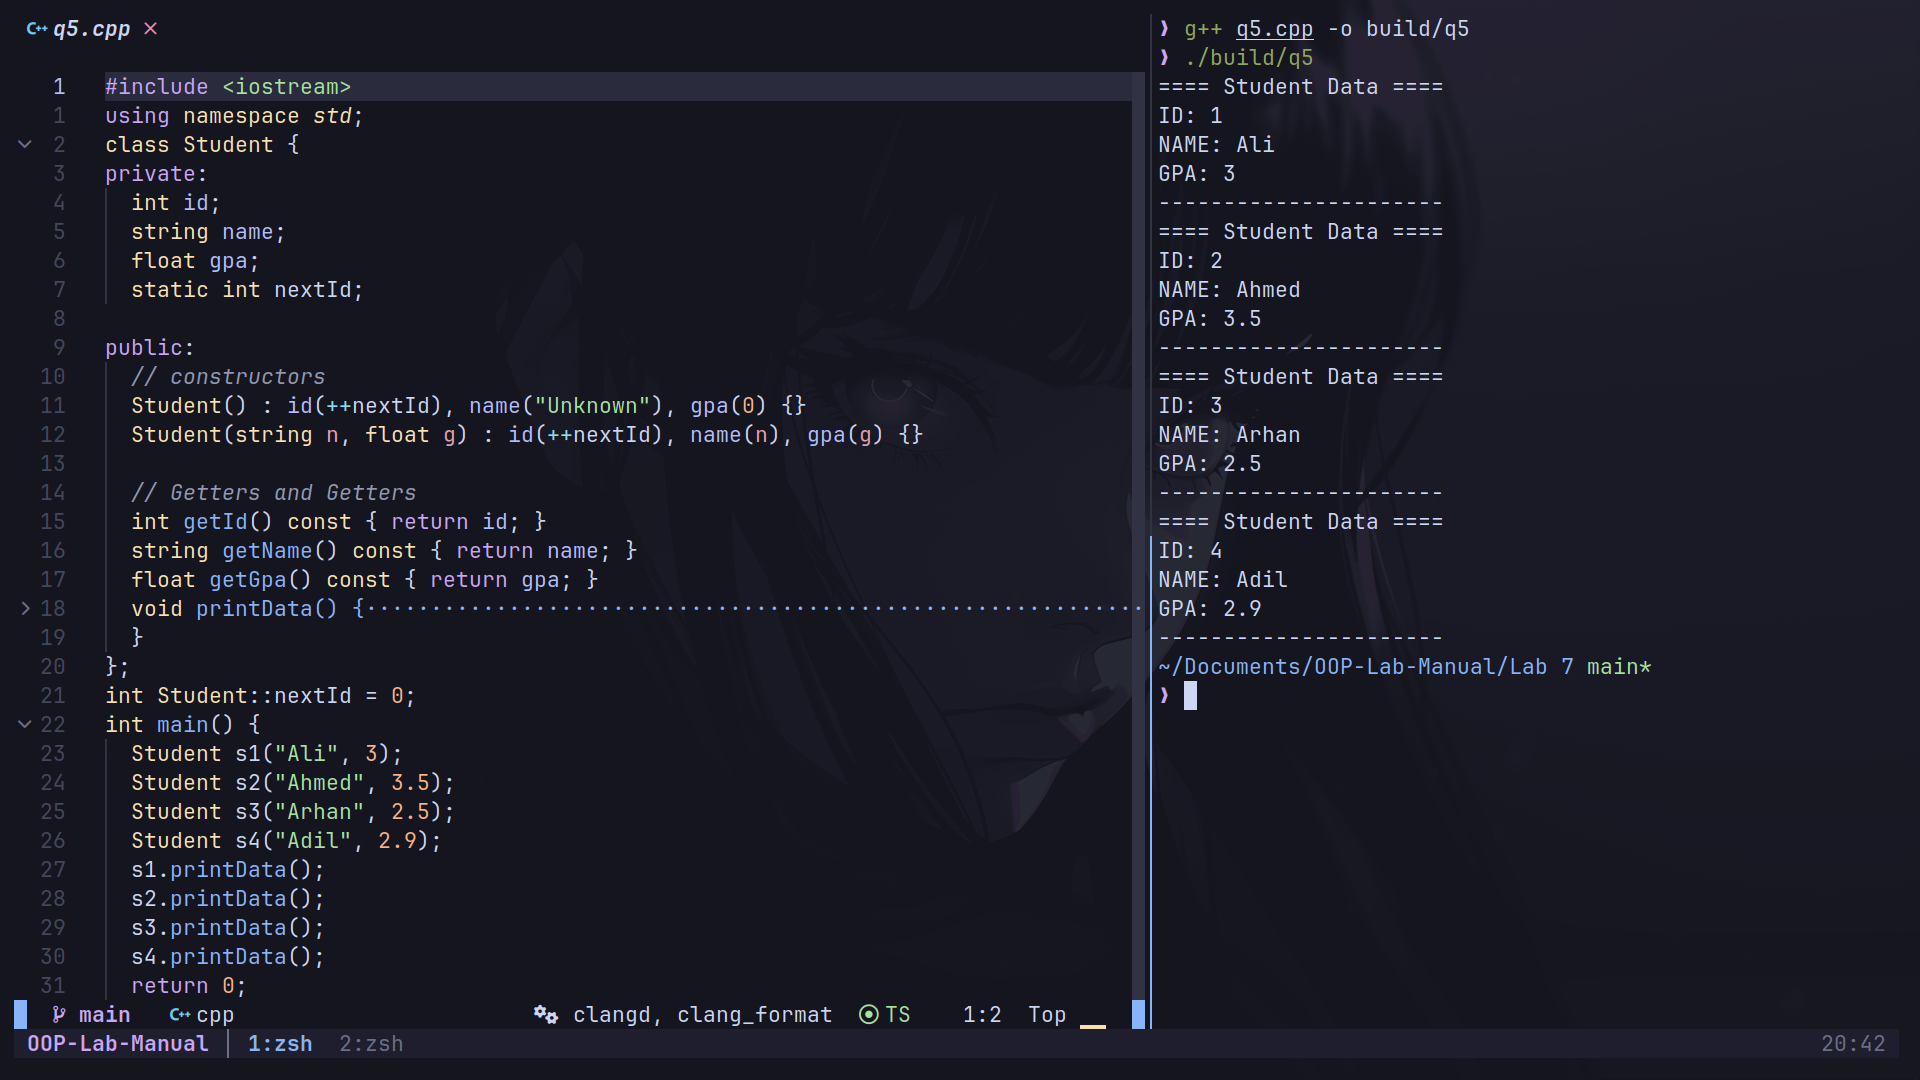 C++ q5.cpp ×
1 #include <iostream>
1 using namespace std;
2 class Student {
3 private:
4 int id;
5 string name;
6 float gpa;
7 static int nextId;
8
9 public:
10 // constructors
11 Student() : id(++nextId), name("Unknown"), gpa(0) {}
12 Student(string n, float g) : id(++nextId), name(n), gpa(g) {}
13
14 // Getters and Getters
15 int getId() const { return id; }
16 string getName() const { return name; }
17 float getGpa() const { return gpa; }
18 void printData() {····························································
19 }
20 };
21 int Student::nextId = 0;
22 int main() {
23 Student s1("Ali", 3);
24 Student s2("Ahmed", 3.5);
25 Student s3("Arhan", 2.5);
26 Student s4("Adil", 2.9);
27 s1.printData();
28 s2.printData();
29 s3.printData();
30 s4.printData();
31 return 0;
main C++ cpp clangd, clang_format TS 1:2 Top
❫ g++ q5.cpp -o build/q5
❫ ./build/q5
==== Student Data ====
ID: 1
NAME: Ali
GPA: 3
----------------------
==== Student Data ====
ID: 2
NAME: Ahmed
GPA: 3.5
----------------------
==== Student Data ====
ID: 3
NAME: Arhan
GPA: 2.5
----------------------
==== Student Data ====
ID: 4
NAME: Adil
GPA: 2.9
----------------------
~/Documents/OOP-Lab-Manual/Lab 7 main*
❫
OOP-Lab-Manual │ 1:zsh 2:zsh 20:42